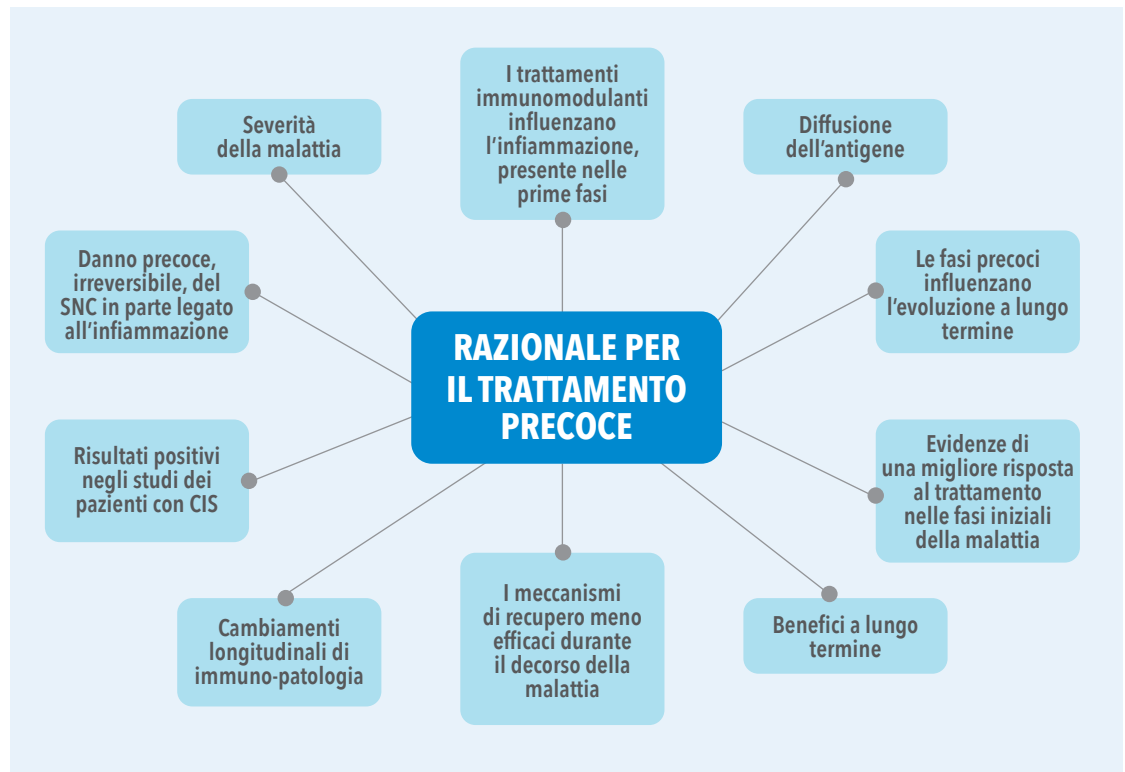 I trattamenti
immunomodulanti
influenzano
l'infiammazione,
presente nelle
prime fasi
Severità
della malattia
Diffusione
dell'antigene
Danno precoce,
irreversibile, del
SNC in parte legato
all'infiammazione
Le fasi precoci
influenzano
l'evoluzione a lungo
termine
RAZIONALE PER
IL TRATTAMENTO
PRECOCE
Risultati positivi
negli studi dei
pazienti con CIS
Evidenze di
una migliore risposta
al trattamento
nelle fasi iniziali
della malattia
Cambiamenti
longitudinali di
immuno-patologia
I meccanismi
di recupero meno
efficaci durante
il decorso della
malattia
Benefici a lungo
termine